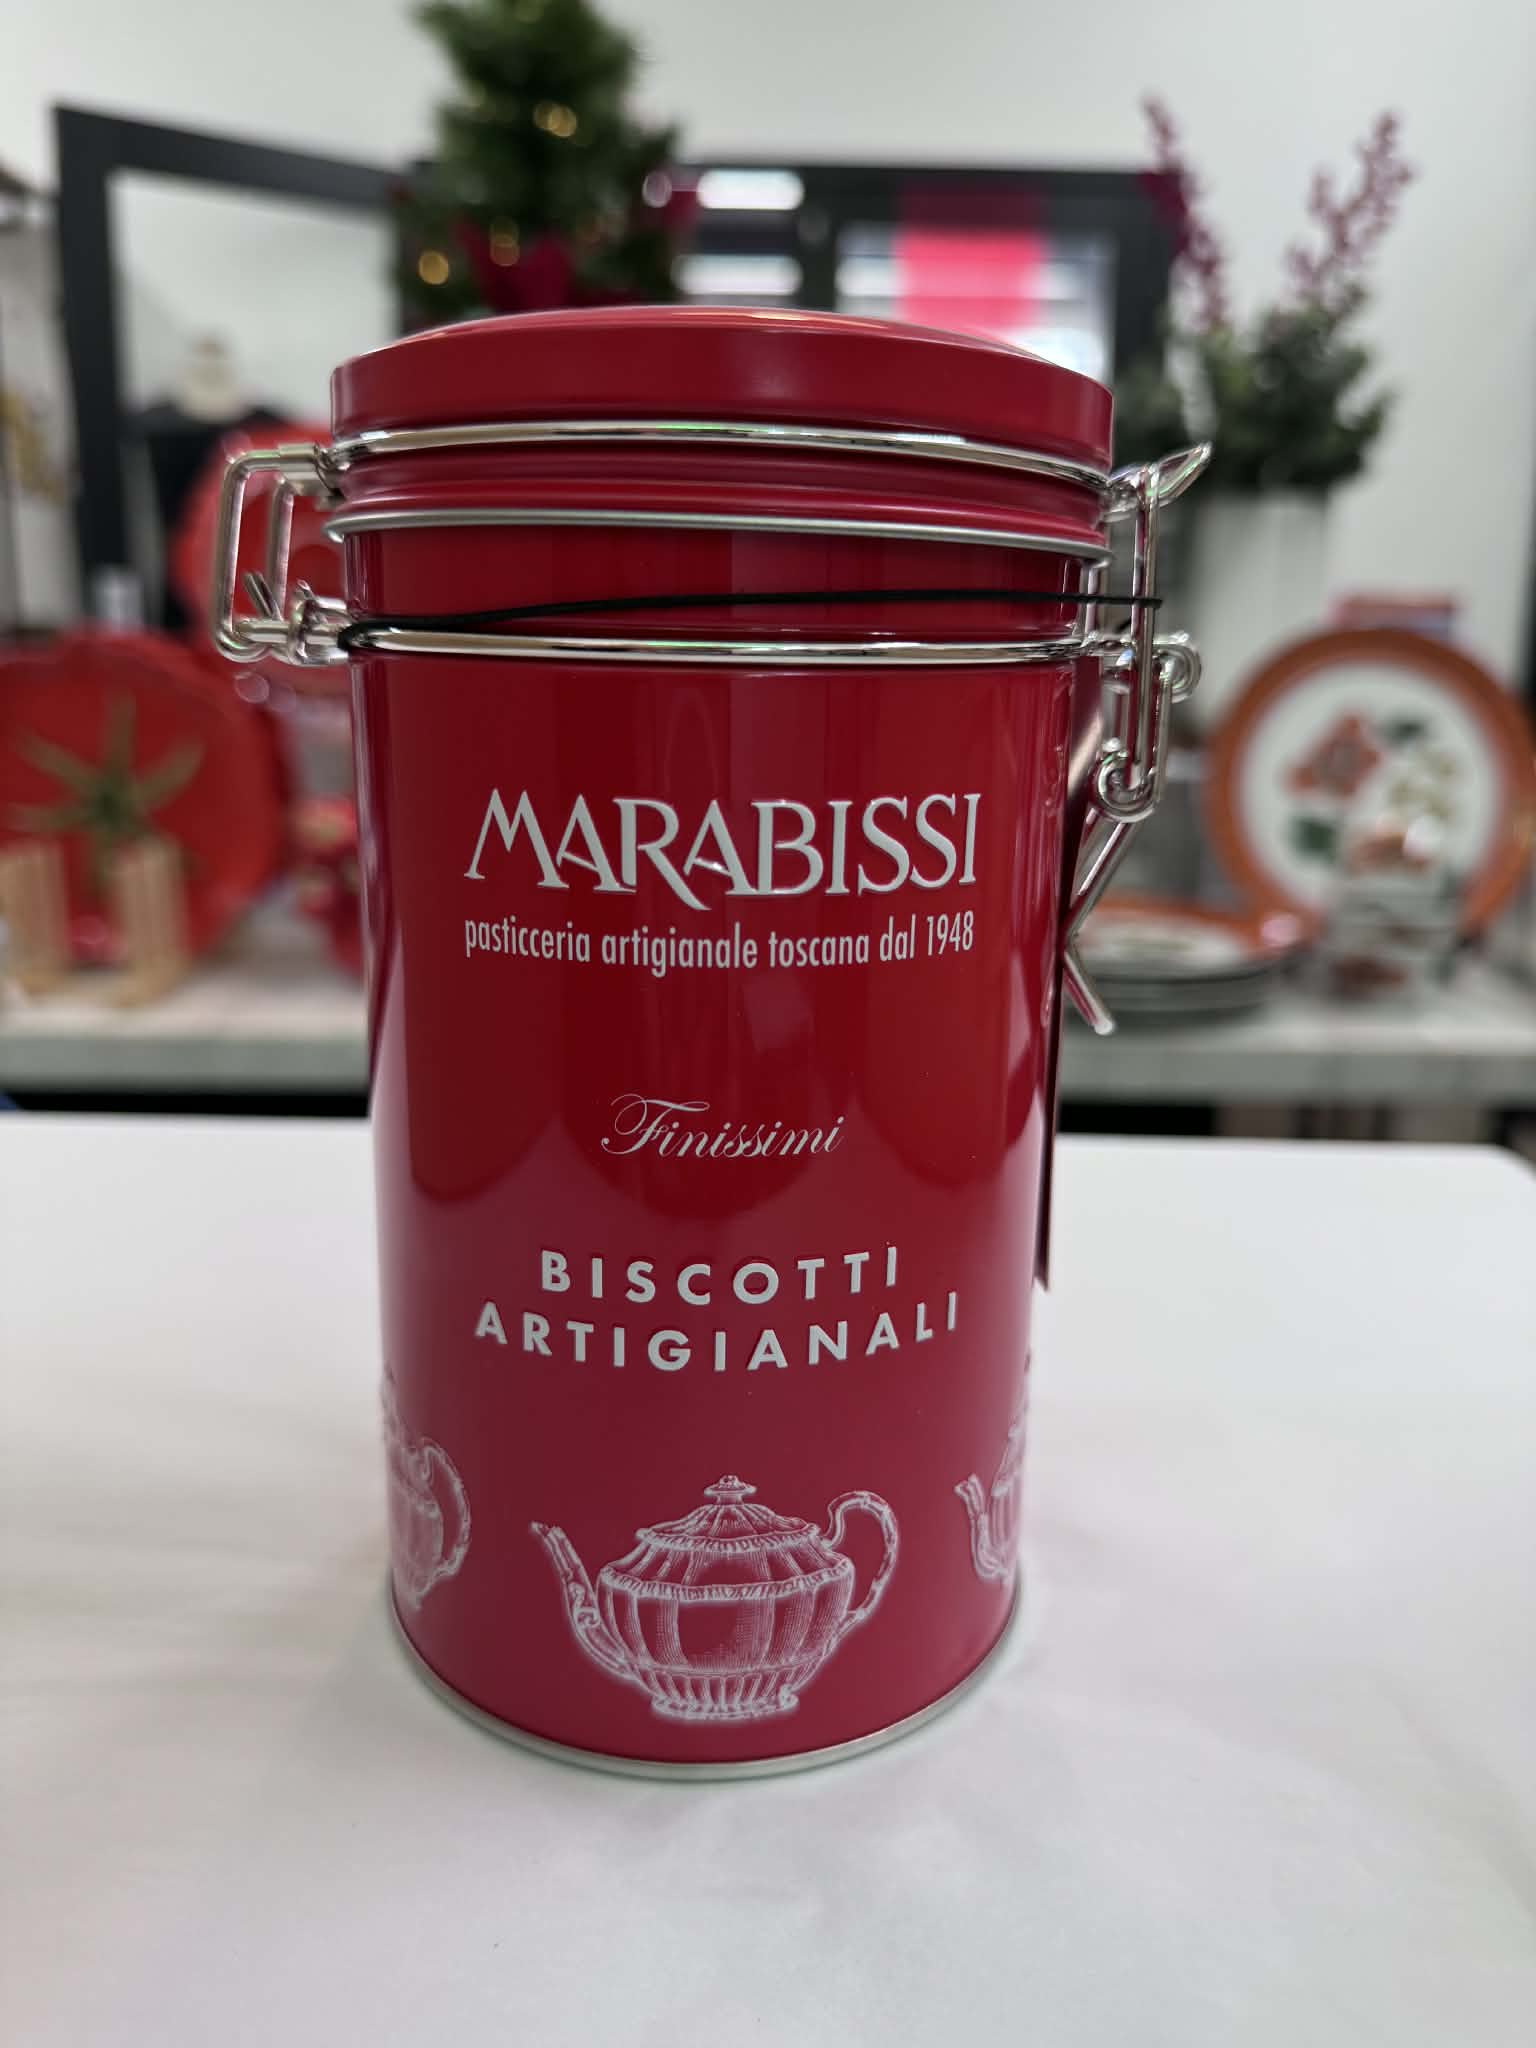 MARABISSI
pasticceria artigianale toscana dal 1948
Finissimi
BISCOTTI
ARTIGIANALI